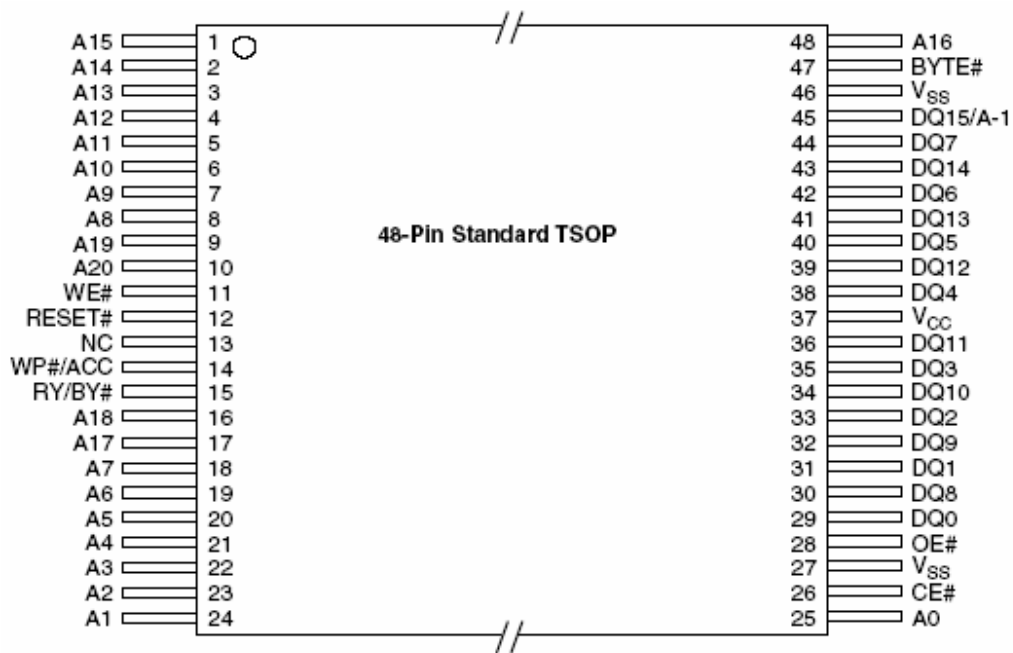 A15 1 48 A16
A14 2 47 BYTE#
A13 3 46 VSS
A12 4 45 DQ15/A-1
A11 5 44 DQ7
A10 6 43 DQ14
A9 7 42 DQ6
A8 8 41 DQ13
48-Pin Standard TSOP
A19 9 40 DQ5
A20 10 39 DQ12
WE# 11 38 DQ4
RESET# 12 37 VCC
NC 13 36 DQ11
WP#/ACC 14 35 DQ3
RY/BY# 15 34 DQ10
A18 16 33 DQ2
A17 17 32 DQ9
A7 18 31 DQ1
A6 19 30 DQ8
A5 20 29 DQ0
A4 21 28 OE#
A3 22 27 VSS
A2 23 26 CE#
A1 24 25 A0